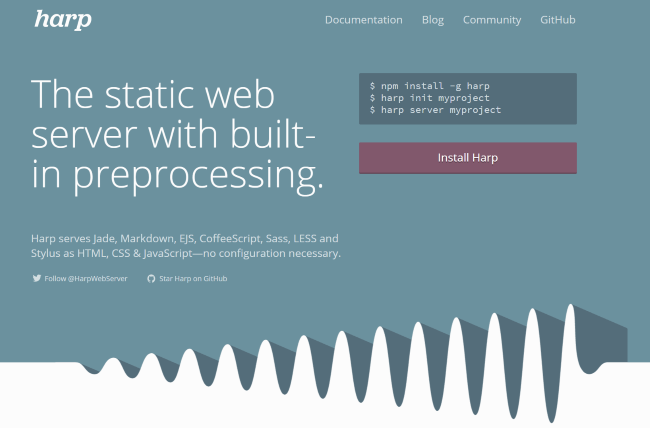 harp
Documentation Blog Community GitHub
The static web
server with built-
in preprocessing.
$ npm install -g harp
$ harp init myproject
$ harp server myproject
Install Harp
Harp serves Jade, Markdown, EJS, CoffeeScript, Sass, LESS and
Stylus as HTML, CSS & JavaScript—no configuration necessary.
Follow @HarpWebServer Star Harp on GitHub